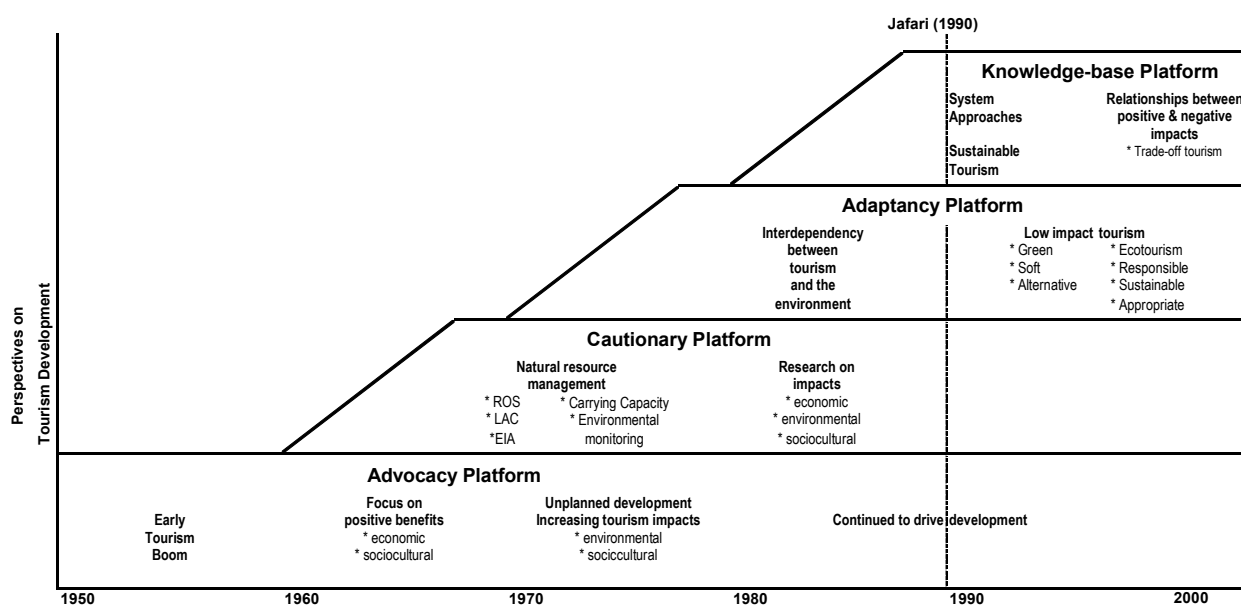 Jafari (1990)
Knowledge-base Platform
System
Approaches
Sustainable
Tourism
Relationships between
positive & negative
impacts
* Trade-off tourism
Adaptancy Platform
Interdependency
between
tourism
and the
environment
Low impact tourism
* Green
* Soft
* Alternative
* Ecotourism
* Responsible
* Sustainable
* Appropriate
Perspectives on
Tourism Development
Cautionary Platform
Natural resource
management
* ROS
* LAC
*EIA
* Carrying Capacity
* Environmental
monitoring
Research on
impacts
* economic
* environmental
* sociocultural
Advocacy Platform
Early
Tourism
Boom
Focus on
positive benefits
* economic
* sociocultural
Unplanned development
Increasing tourism impacts
* environmental
* sociccultural
Continued to drive development
1950 1960 1970 1980 1990 2000